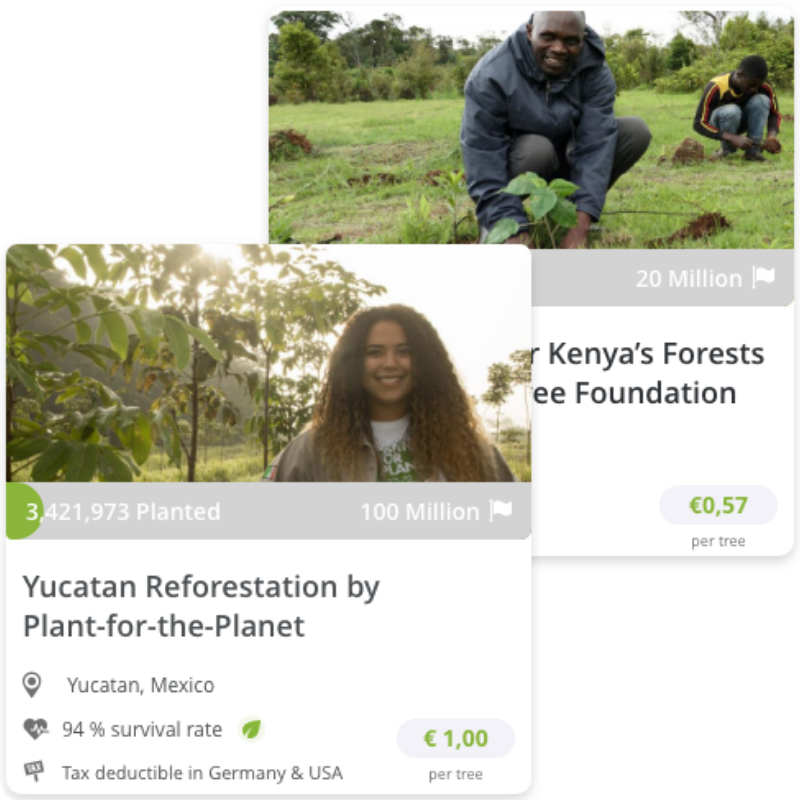 20 Million
r Kenya’s Forests
ee Foundation
€0,57
per tree
3,421,973 Planted
100 Million
Yucatan Reforestation by
Plant-for-the-Planet
Yucatan, Mexico
94 % survival rate
€ 1,00
per tree
Tax deductible in Germany & USA